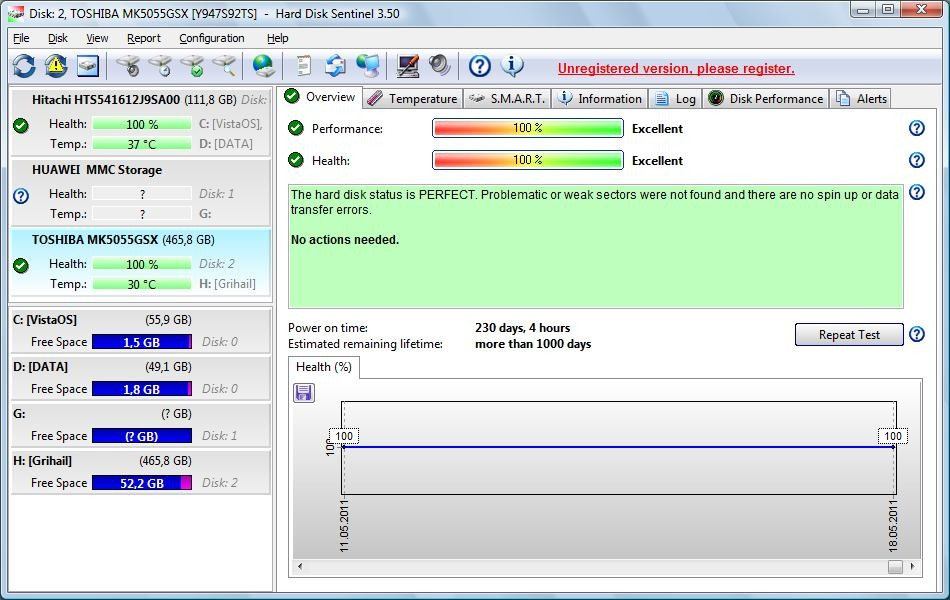 Disk: 2, TOSHIBA MK5055GSX [Y947S92TS] - Hard Disk Sentinel 3.50
File Disk View Report Configuration Help
Unregistered version, please register.
Hitachi HTS541612J9SA00 (111,8 GB) Disk:
Health: 100 % C: [VistaOS],
Temp.: 37 °C D: [DATA]
HUAWEI MMC Storage
Health: ? Disk: 1
Temp.: ? G:
TOSHIBA MK5055GSX (465,8 GB)
Health: 100 % Disk: 2
Temp.: 30 °C H: [Grihail]
C: [VistaOS] (55,9 GB)
Free Space 1,5 GB Disk: 0
D: [DATA] (49,1 GB)
Free Space 1,8 GB Disk: 0
G: (? GB)
Free Space (? GB) Disk: 1
H: [Grihail] (465,8 GB)
Free Space 52,2 GB Disk: 2
Overview Temperature S.M.A.R.T. Information Log Disk Performance Alerts
Performance: 100 % Excellent
Health: 100 % Excellent
The hard disk status is PERFECT. Problematic or weak sectors were not found and there are no spin up or data
transfer errors.
No actions needed.
Power on time: 230 days, 4 hours
Estimated remaining lifetime: more than 1000 days
Repeat Test
Health (%)
100
100 100
11.05.2011 18.05.2011